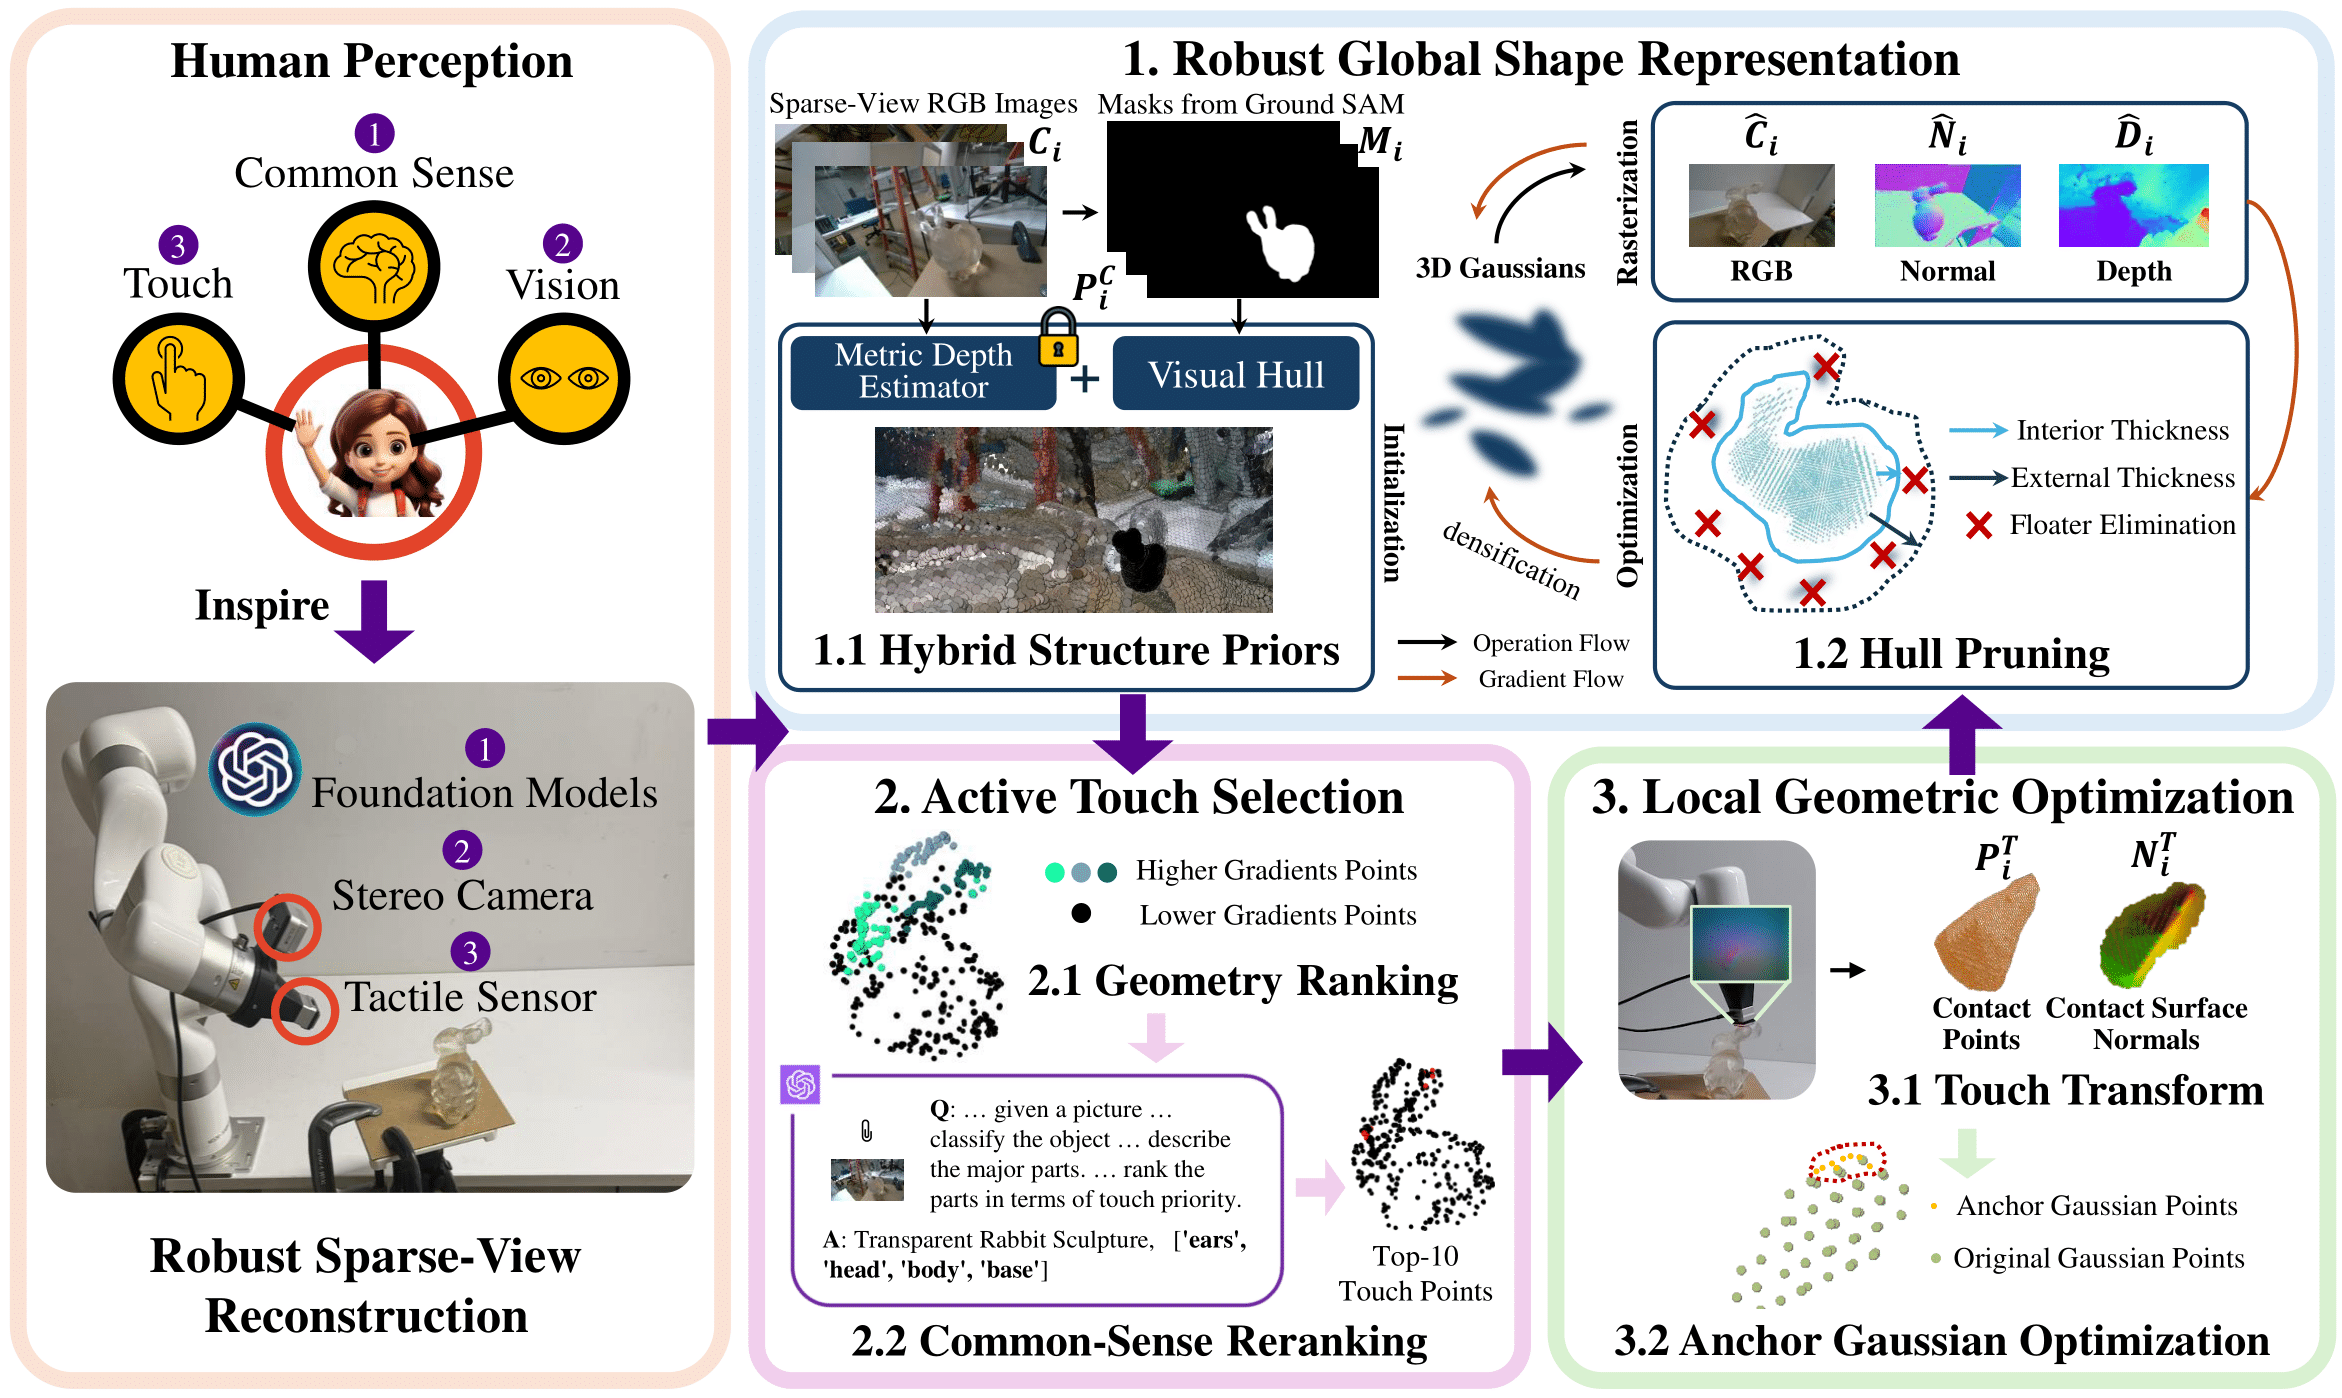 Human Perception
1
Common Sense
3
Touch
2
Vision
Inspire
1
Foundation Models
2
Stereo Camera
3
Tactile Sensor
Robust Sparse-View
Reconstruction
1. Robust Global Shape Representation
Sparse-View RGB Images
Masks from Ground SAM
C_i
M_i
P_i^C
Metric Depth
Estimator
+
Visual Hull
Initialization
1.1 Hybrid Structure Priors
3D Gaussians
Rasterization
Ĉ_i
N̂_i
D̂_i
RGB
Normal
Depth
densification
Optimization
Operation Flow
Gradient Flow
Interior Thickness
External Thickness
Floater Elimination
1.2 Hull Pruning
2. Active Touch Selection
Higher Gradients Points
Lower Gradients Points
2.1 Geometry Ranking
Q: … given a picture …
classify the object … describe
the major parts. … rank the
parts in terms of touch priority.
A: Transparent Rabbit Sculpture, ['ears',
'head', 'body', 'base']
Top-10
Touch Points
2.2 Common-Sense Reranking
3. Local Geometric Optimization
P_i^T
N_i^T
Contact
Points
Contact Surface
Normals
3.1 Touch Transform
Anchor Gaussian Points
Original Gaussian Points
3.2 Anchor Gaussian Optimization